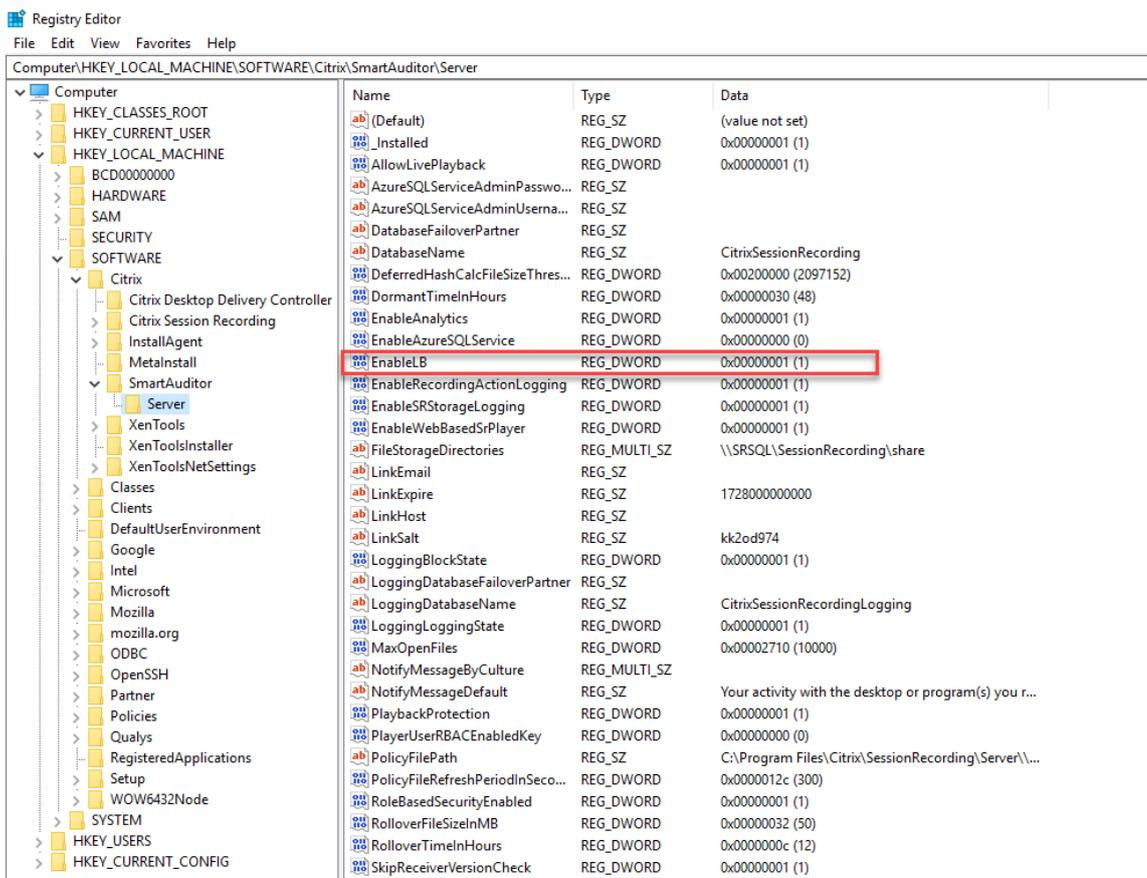 Registry Editor
File Edit View Favorites Help
Computer\HKEY_LOCAL_MACHINE\SOFTWARE\Citrix\SmartAuditor\Server
Computer
HKEY_CLASSES_ROOT
HKEY_CURRENT_USER
HKEY_LOCAL_MACHINE
BCD00000000
HARDWARE
SAM
SECURITY
SOFTWARE
Citrix
Citrix Desktop Delivery Controller
Citrix Session Recording
InstallAgent
MetaInstall
SmartAuditor
Server
XenTools
XenToolsInstaller
XenToolsNetSettings
Classes
Clients
DefaultUserEnvironment
Google
Intel
Microsoft
Mozilla
mozilla.org
ODBC
OpenSSH
Partner
Policies
Qualys
RegisteredApplications
Setup
WOW6432Node
SYSTEM
HKEY_USERS
HKEY_CURRENT_CONFIG
Name Type Data
(Default) REG_SZ (value not set)
_Installed REG_DWORD 0x00000001 (1)
AllowLivePlayback REG_DWORD 0x00000001 (1)
AzureSQLServiceAdminPasswo... REG_SZ
AzureSQLServiceAdminUserna... REG_SZ
DatabaseFailoverPartner REG_SZ
DatabaseName REG_SZ CitrixSessionRecording
DeferredHashCalcFileSizeThres... REG_DWORD 0x00200000 (2097152)
DormantTimeInHours REG_DWORD 0x00000030 (48)
EnableAnalytics REG_DWORD 0x00000001 (1)
EnableAzureSQLService REG_DWORD 0x00000000 (0)
EnableLB REG_DWORD 0x00000001 (1)
EnableRecordingActionLogging REG_DWORD 0x00000001 (1)
EnableSRStorageLogging REG_DWORD 0x00000001 (1)
EnableWebBasedSrPlayer REG_DWORD 0x00000001 (1)
FileStorageDirectories REG_MULTI_SZ \\SRSQL\SessionRecording\share
LinkEmail REG_SZ
LinkExpire REG_SZ 1728000000000
LinkHost REG_SZ
LinkSalt REG_SZ kk2od974
LoggingBlockState REG_DWORD 0x00000001 (1)
LoggingDatabaseFailoverPartner REG_SZ
LoggingDatabaseName REG_SZ CitrixSessionRecordingLogging
LoggingLoggingState REG_DWORD 0x00000001 (1)
MaxOpenFiles REG_DWORD 0x00002710 (10000)
NotifyMessageByCulture REG_MULTI_SZ
NotifyMessageDefault REG_SZ Your activity with the desktop or program(s) you r...
PlaybackProtection REG_DWORD 0x00000001 (1)
PlayerUserRBACEnabledKey REG_DWORD 0x00000000 (0)
PolicyFilePath REG_SZ C:\Program Files\Citrix\SessionRecording\Server\\...
PolicyFileRefreshPeriodInSeco... REG_DWORD 0x0000012c (300)
RoleBasedSecurityEnabled REG_DWORD 0x00000001 (1)
RolloverFileSizeInMB REG_DWORD 0x00000032 (50)
RolloverTimeInHours REG_DWORD 0x0000000c (12)
SkipReceiverVersionCheck REG_DWORD 0x00000001 (1)